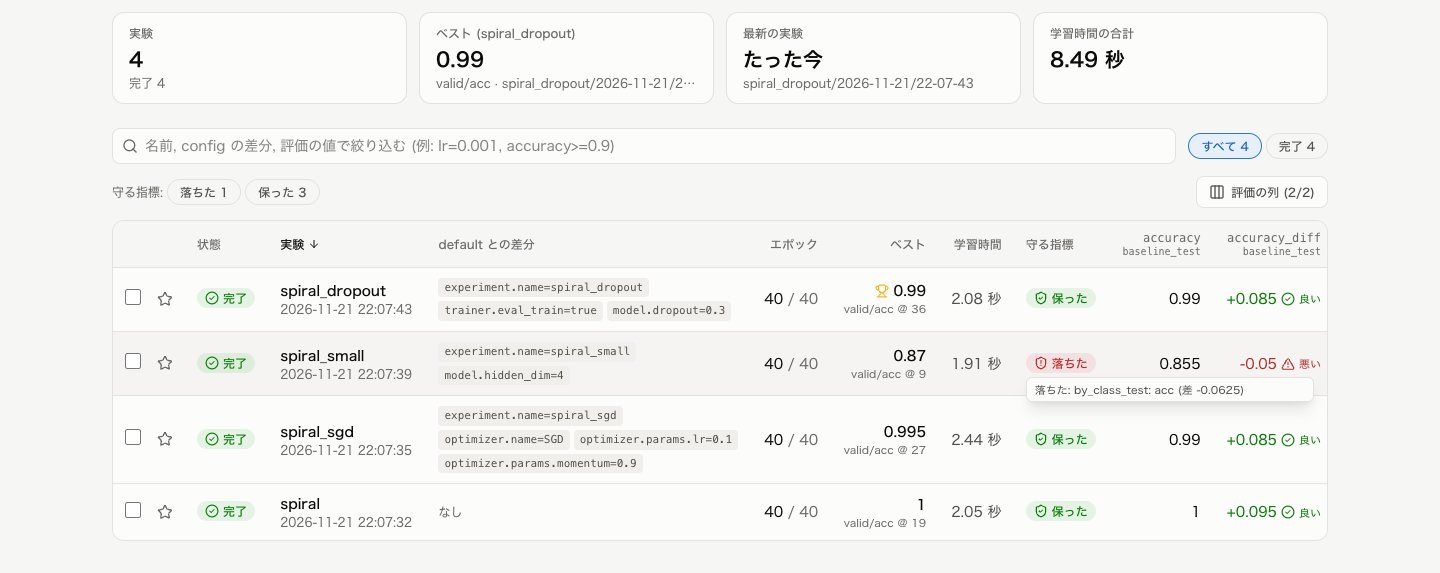 実験
4
完了 4
ベスト (spiral_dropout)
0.99
valid/acc · spiral_dropout/2026-11-21/2…
最新の実験
たった今
spiral_dropout/2026-11-21/22-07-43
学習時間の合計
8.49 秒
名前, config の差分, 評価の値で絞り込む (例: lr=0.001, accuracy>=0.9)
すべて 4
完了 4
守る指標: 落ちた 1 保った 3
評価の列 (2/2)
状態 実験 ↓ default との差分 エポック ベスト 学習時間 守る指標 accuracy accuracy_diff
baseline_test baseline_test
完了
spiral_dropout
2026-11-21 22:07:43
experiment.name=spiral_dropout
trainer.eval_train=true model.dropout=0.3
40 / 40
0.99
valid/acc @ 36
2.08 秒
保った
0.99
+0.085 良い
完了
spiral_small
2026-11-21 22:07:39
experiment.name=spiral_small
model.hidden_dim=4
40 / 40
0.87
valid/acc @ 9
1.91 秒
落ちた
0.855
-0.05 悪い
落ちた: by_class_test: acc (差 -0.0625)
完了
spiral_sgd
2026-11-21 22:07:35
experiment.name=spiral_sgd
optimizer.name=SGD optimizer.params.lr=0.1
optimizer.params.momentum=0.9
40 / 40
0.995
valid/acc @ 27
2.44 秒
保った
0.99
+0.085 良い
完了
spiral
2026-11-21 22:07:32
なし
40 / 40
1
valid/acc @ 19
2.05 秒
保った
1
+0.095 良い